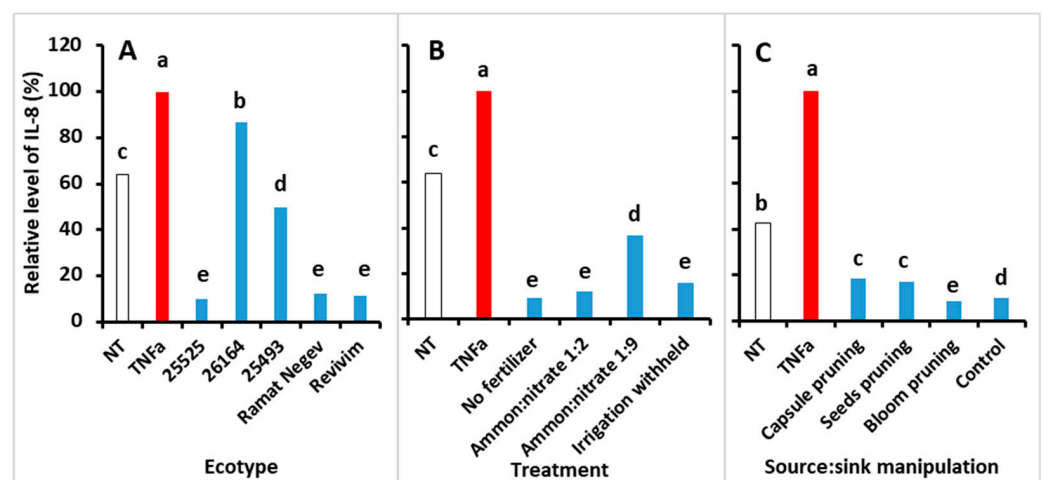 Relative level of IL-8 (%)
120
100
80
60
40
20
0
A
c
a
e
b
d
e
e
NT
TNFa
25525
26164
25493
Ramat Negev
Revivim
Ecotype
B
c
a
e
e
d
e
NT
TNFa
No fertilizer
Ammon:nitrate 1:2
Ammon:nitrate 1:9
Irrigation withheld
Treatment
C
b
a
c
c
e
d
NT
TNFa
Capsule pruning
Seeds pruning
Bloom pruning
Control
Source:sink manipulation